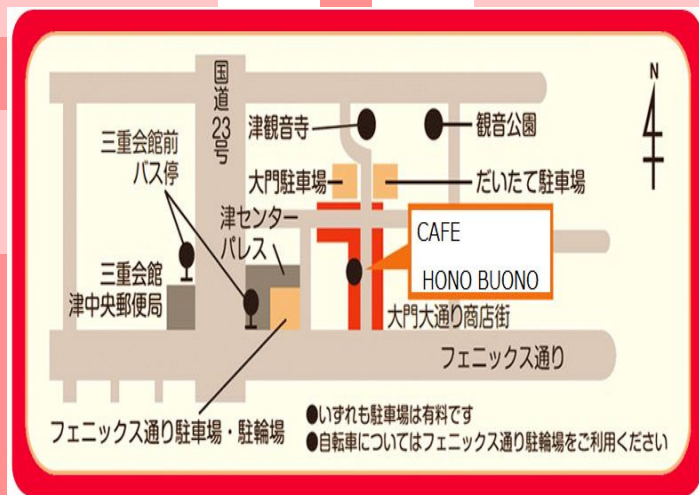 国道23号
N
津観音寺
観音公園
三重会館前
バス停
大門駐車場
だいたて駐車場
津センター
パレス
CAFE
HONO BUONO
三重会館
津中央郵便局
大門大通り商店街
フェニックス通り
フェニックス通り駐車場・駐輪場
●いずれも駐車場は有料です
●自転車についてはフェニックス通り駐輪場をご利用ください